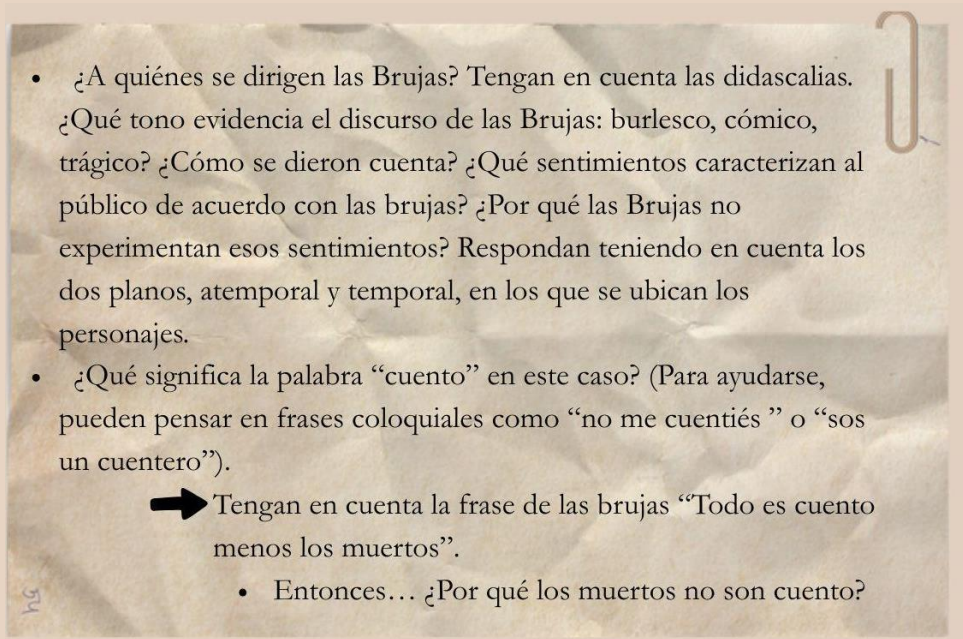 • ¿A quiénes se dirigen las Brujas? Tengan en cuenta las didascalias.
¿Qué tono evidencia el discurso de las Brujas: burlesco, cómico,
trágico? ¿Cómo se dieron cuenta? ¿Qué sentimientos caracterizan al
público de acuerdo con las brujas? ¿Por qué las Brujas no
experimentan esos sentimientos? Respondan teniendo en cuenta los
dos planos, atemporal y temporal, en los que se ubican los
personajes.
• ¿Qué significa la palabra “cuento” en este caso? (Para ayudarse,
pueden pensar en frases coloquiales como “no me cuentiés ” o “sos
un cuentero”).
Tengan en cuenta la frase de las brujas “Todo es cuento
menos los muertos”.
• Entonces… ¿Por qué los muertos no son cuento?
54